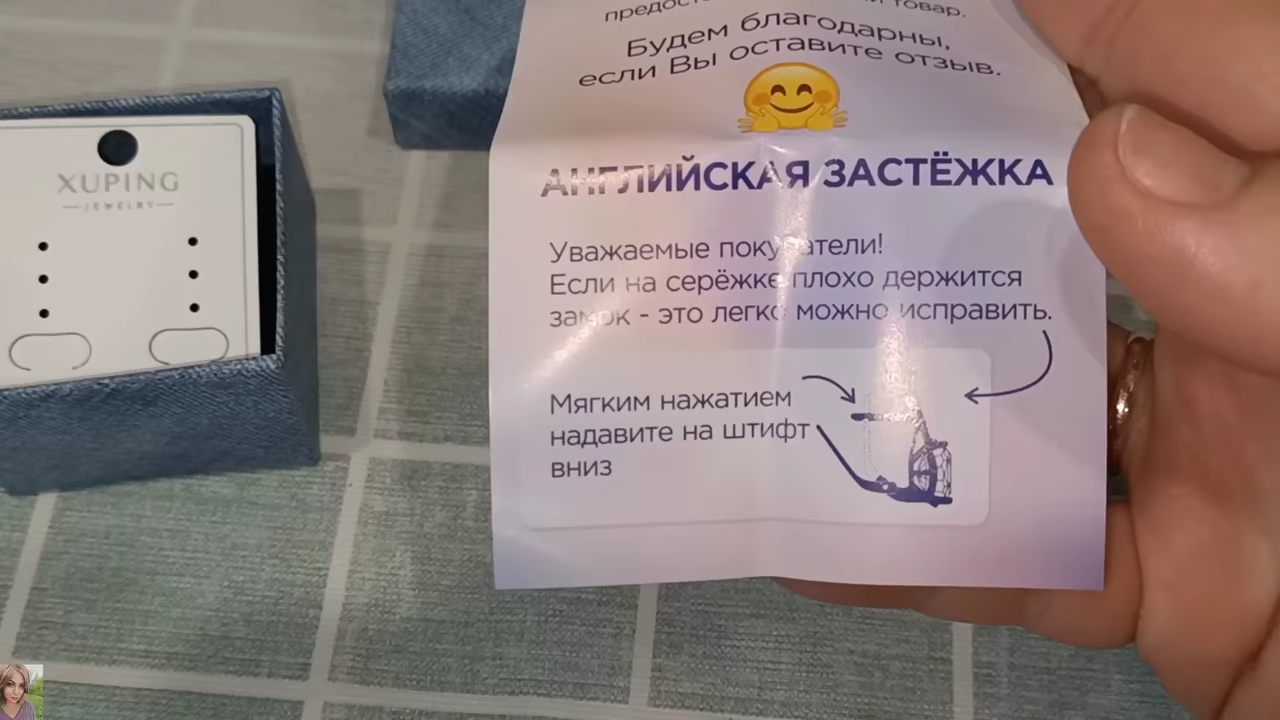 XUPING
JEWELRY
товар.
Будем благодарны,
если Вы оставите отзыв.
АНГЛИЙСКАЯ ЗАСТЁЖКА
Уважаемые покупатели!
Если на серёжке плохо держится
замок - это легко можно исправить.
Мягким нажатием
надавите на штифт
вниз